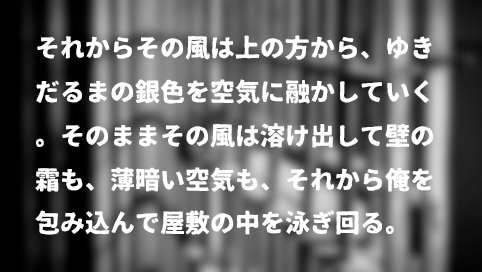 それからその風は上の方から、ゆき
だるまの銀色を空気に融かしていく
。そのままその風は溶け出して壁の
霜も、薄暗い空気も、それから俺を
包み込んで屋敷の中を泳ぎ回る。